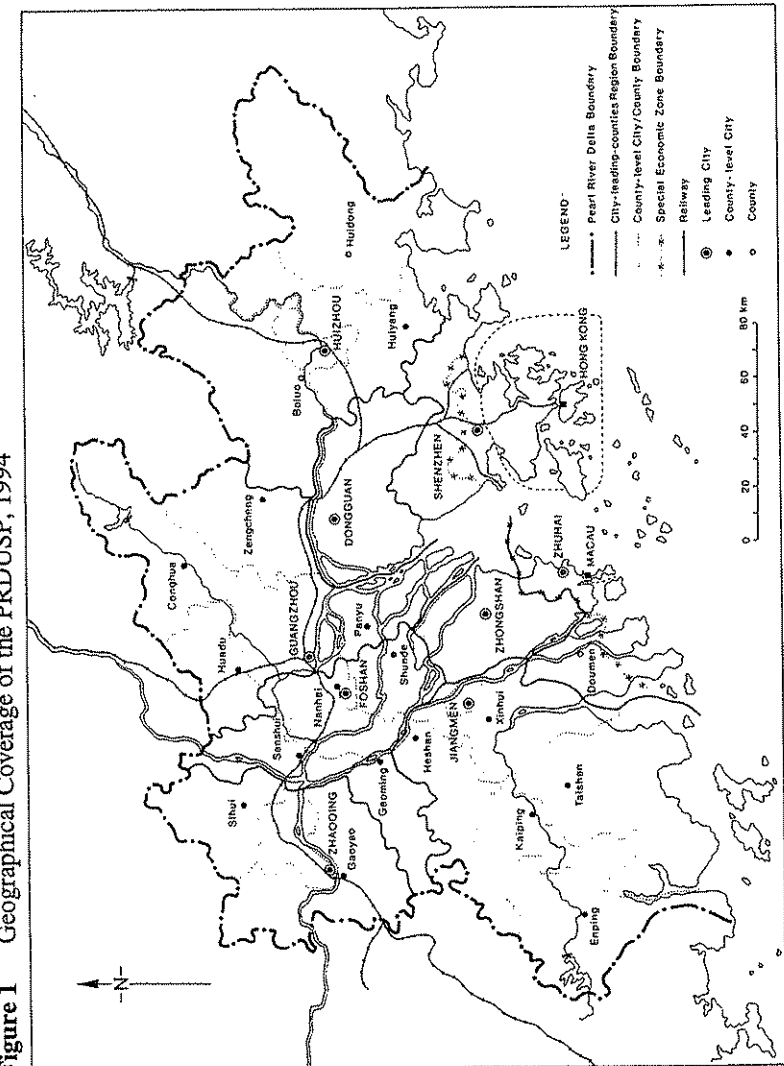 Figure 1 Geographical Coverage of the PRDUSP, 1994
-N-
Conghua
Huadu
Zengcheng
Sihui
Sanshui
GUANGZHOU
Boluo
HUIZHOU
Huidong
Nanhai
FOSHAN
Panyu
DONGGUAN
ZHAOQING
Gaoyao
Gaoming
Shunde
Huiyang
Heshan
JIANGMEN
Xinhui
ZHONGSHAN
SHENZHEN
Kaiping
Taishan
Doumen
ZHUHAI
MACAU
HONG KONG
Enping
LEGEND
Pearl River Delta Boundary
City-leading-counties Region Boundary
County-level City/County Boundary
Special Economic Zone Boundary
Railway
Leading City
County-level City
County
0 20 40 60 80 km